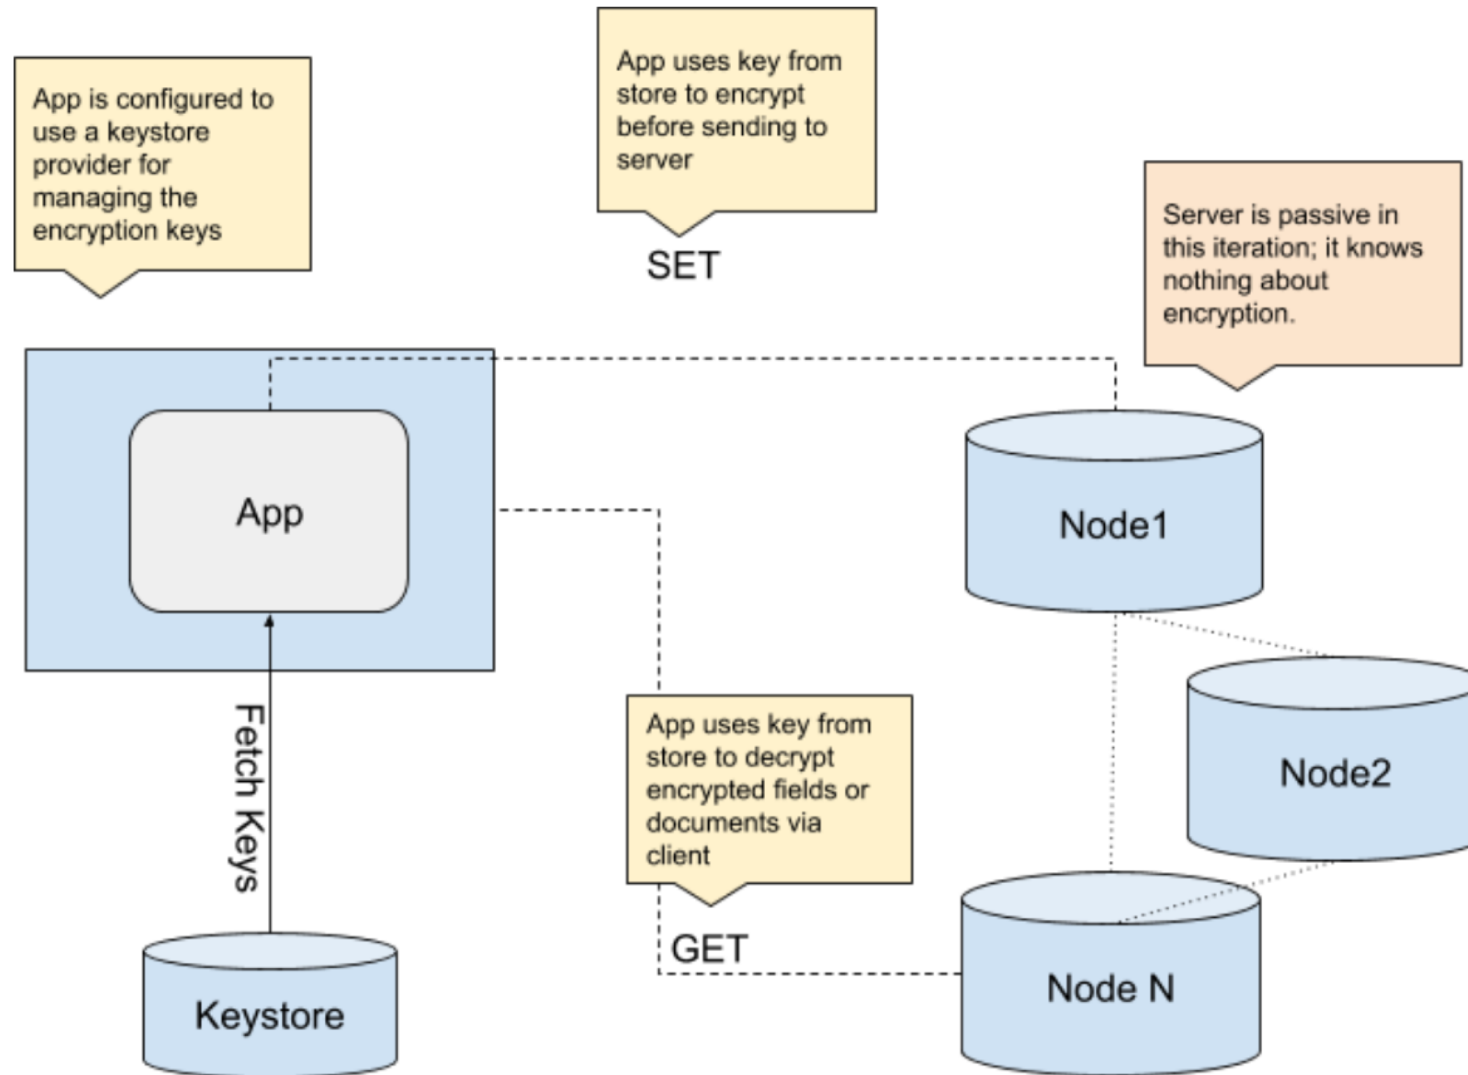 App uses key from
store to encrypt
before sending to
server
App is configured to
use a keystore
provider for
managing the
encryption keys
Server is passive in
this iteration; it knows
nothing about
encryption.
SET
App
Node1
Fetch Keys
App uses key from
store to decrypt
encrypted fields or
documents via
client
Node2
GET
Node N
Keystore